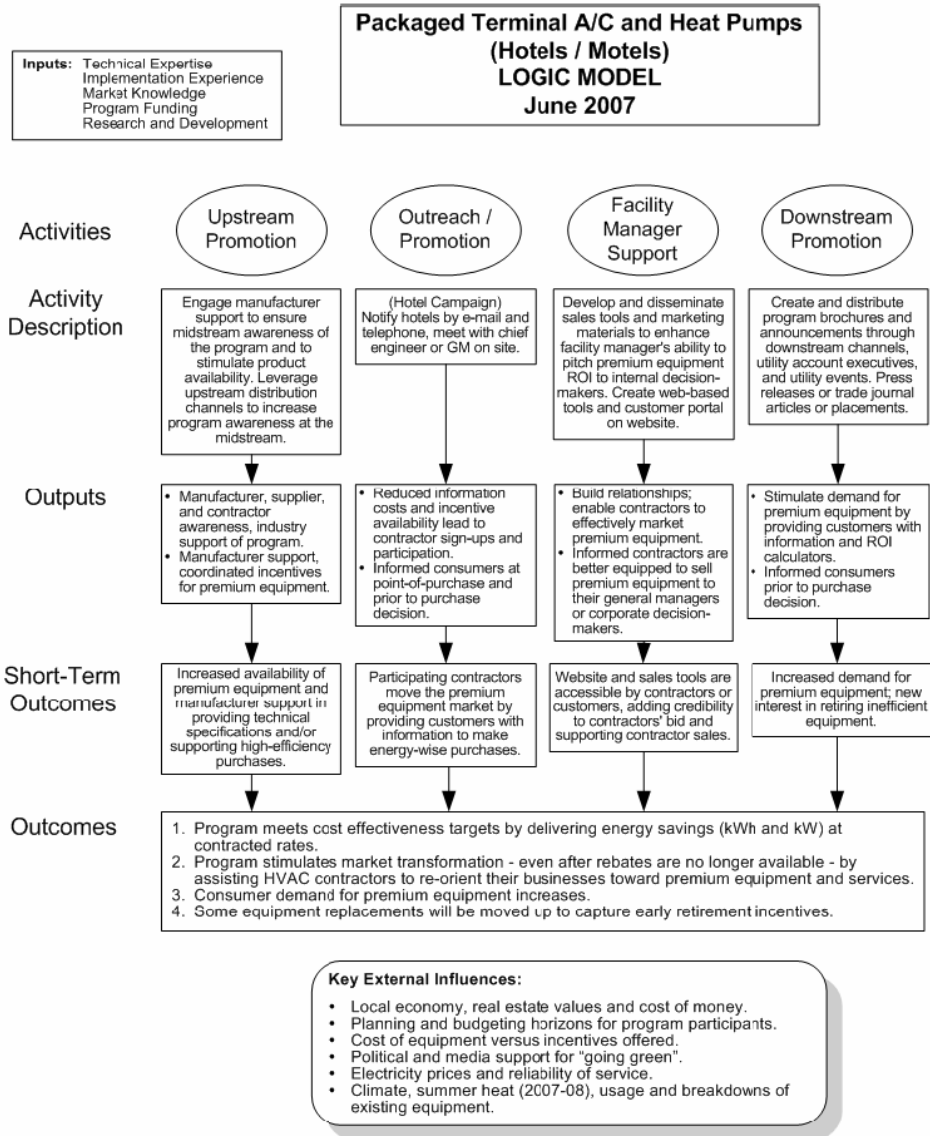 Packaged Terminal A/C and Heat Pumps
(Hotels / Motels)
LOGIC MODEL
June 2007
Inputs: Technical Expertise
Implementation Experience
Market Knowledge
Program Funding
Research and Development
Activities
Upstream
Promotion
Outreach /
Promotion
Facility
Manager
Support
Downstream
Promotion
Activity
Description
Engage manufacturer
support to ensure
midstream awareness of
the program and to
stimulate product
availability. Leverage
upstream distribution
channels to increase
program awareness at the
midstream.
(Hotel Campaign)
Notify hotels by e-mail and
telephone, meet with chief
engineer or GM on site.
Develop and disseminate
sales tools and marketing
materials to enhance
facility manager's ability to
pitch premium equipment
ROI to internal decision-
makers. Create web-based
tools and customer portal
on website.
Create and distribute
program brochures and
announcements through
downstream channels,
utility account executives,
and utility events. Press
releases or trade journal
articles or placements.
Outputs
• Manufacturer, supplier,
and contractor
awareness, industry
support of program.
• Manufacturer support,
coordinated incentives
for premium equipment.
• Reduced information
costs and incentive
availability lead to
contractor sign-ups and
participation.
• Informed consumers at
point-of-purchase and
prior to purchase
decision.
• Build relationships;
enable contractors to
effectively market
premium equipment.
• Informed contractors are
better equipped to sell
premium equipment to
their general managers
or corporate decision-
makers.
• Stimulate demand for
premium equipment by
providing customers with
information and ROI
calculators.
• Informed consumers
prior to purchase
decision.
Short-Term
Outcomes
Increased availability of
premium equipment and
manufacturer support in
providing technical
specifications and/or
supporting high-efficiency
purchases.
Participating contractors
move the premium
equipment market by
providing customers with
information to make
energy-wise purchases.
Website and sales tools are
accessible by contractors or
customers, adding credibility
to contractors' bid and
supporting contractor sales.
Increased demand for
premium equipment; new
interest in retiring inefficient
equipment.
Outcomes
1. Program meets cost effectiveness targets by delivering energy savings (kWh and kW) at
contracted rates.
2. Program stimulates market transformation - even after rebates are no longer available - by
assisting HVAC contractors to re-orient their businesses toward premium equipment and services.
3. Consumer demand for premium equipment increases.
4. Some equipment replacements will be moved up to capture early retirement incentives.
Key External Influences:
• Local economy, real estate values and cost of money.
• Planning and budgeting horizons for program participants.
• Cost of equipment versus incentives offered.
• Political and media support for “going green”.
• Electricity prices and reliability of service.
• Climate, summer heat (2007-08), usage and breakdowns of
existing equipment.